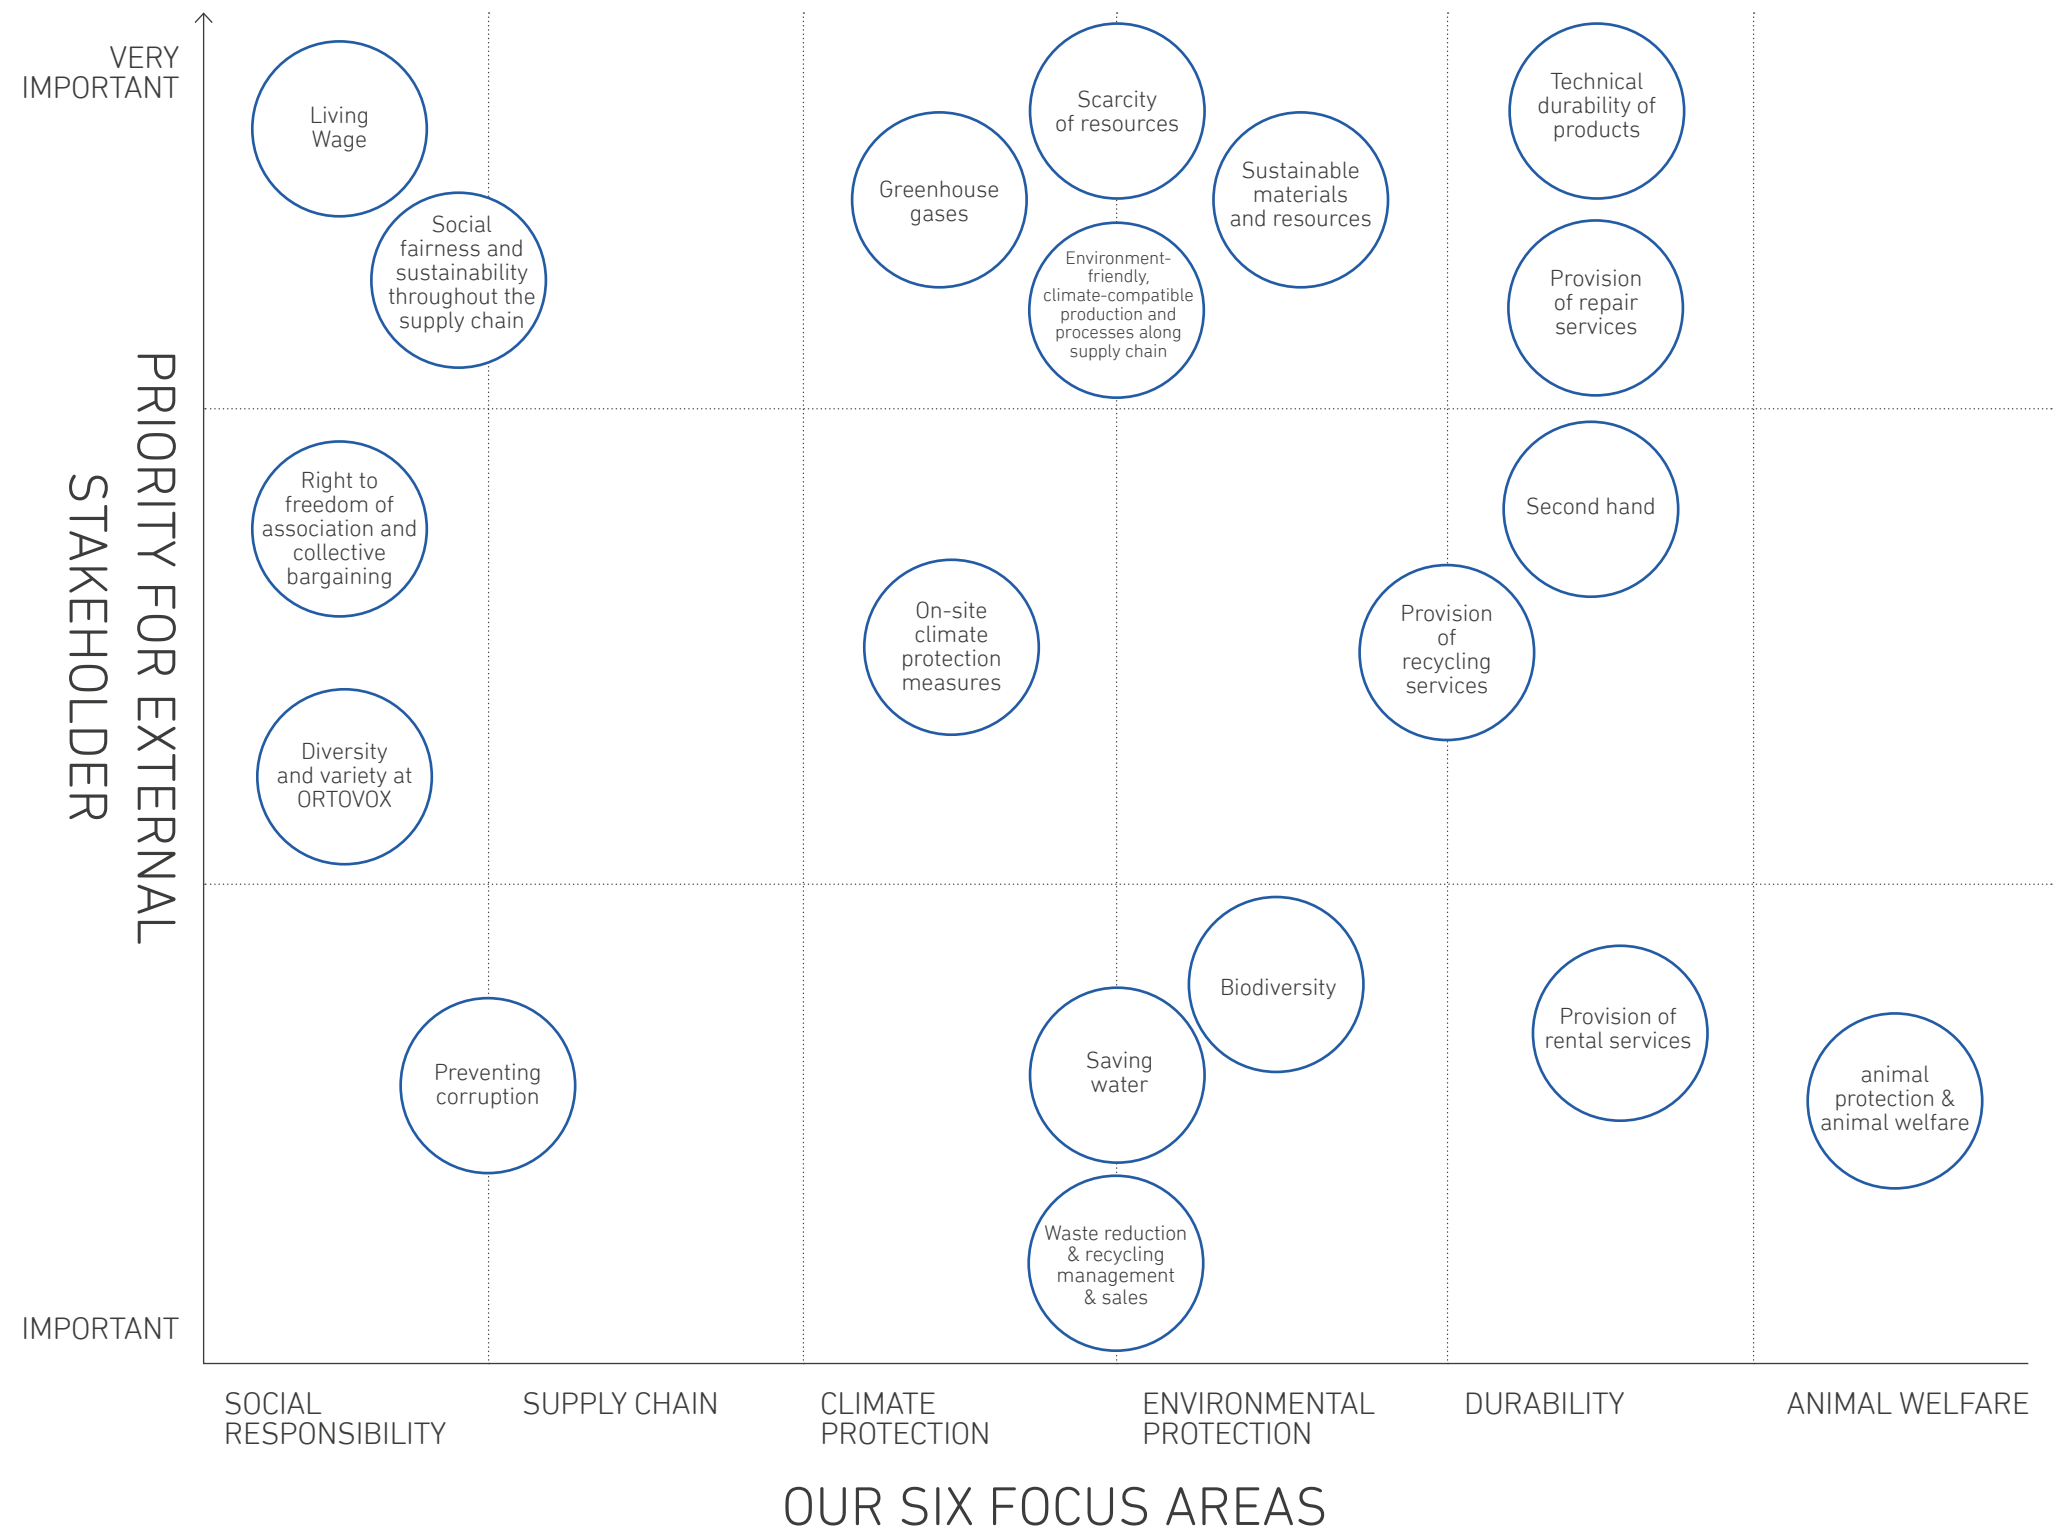 VERY
IMPORTANT
Living
Wage
Social
fairness and
sustainability
throughout the
supply chain
Greenhouse
gases
Scarcity
of resources
Environment-
friendly,
climate-compatible
production and
processes along
supply chain
Sustainable
materials
and resources
Technical
durability of
products
Provision
of repair
services
PRIORITY FOR EXTERNAL
STAKEHOLDER
Right to
freedom of
association and
collective
bargaining
Diversity
and variety at
ORTOVOX
On-site
climate
protection
measures
Second hand
Provision
of
recycling
services
Preventing
corruption
Biodiversity
Saving
water
Waste reduction
& recycling
management
& sales
Provision of
rental services
animal
protection &
animal welfare
IMPORTANT
SOCIAL
RESPONSIBILITY
SUPPLY CHAIN
CLIMATE
PROTECTION
ENVIRONMENTAL
PROTECTION
DURABILITY
ANIMAL WELFARE
OUR SIX FOCUS AREAS